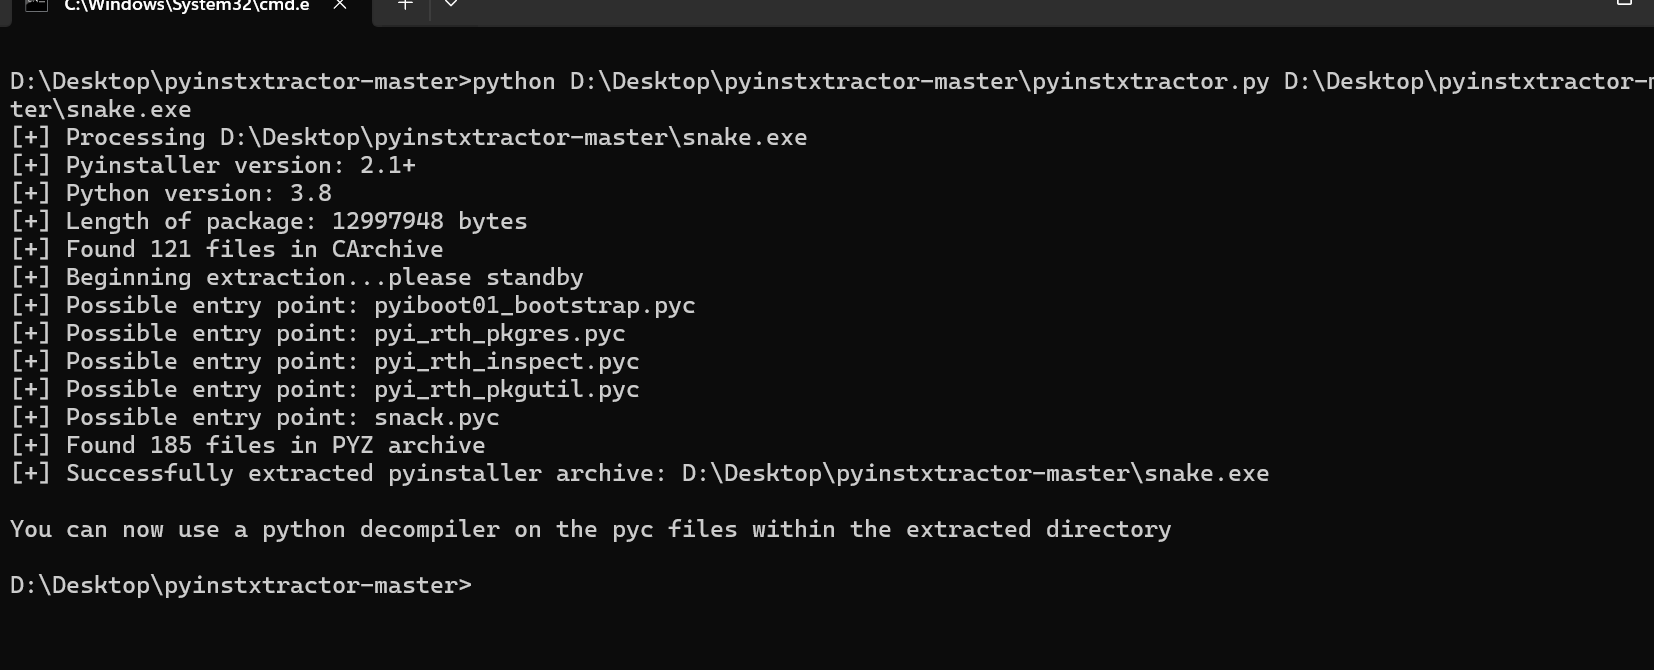 C:\Windows\System32\cmd.e
D:\Desktop\pyinstxtractor-master>python D:\Desktop\pyinstxtractor-master\pyinstxtractor.py D:\Desktop\pyinstxtractor-m
ter\snake.exe
[+] Processing D:\Desktop\pyinstxtractor-master\snake.exe
[+] Pyinstaller version: 2.1+
[+] Python version: 3.8
[+] Length of package: 12997948 bytes
[+] Found 121 files in CArchive
[+] Beginning extraction...please standby
[+] Possible entry point: pyiboot01_bootstrap.pyc
[+] Possible entry point: pyi_rth_pkgres.pyc
[+] Possible entry point: pyi_rth_inspect.pyc
[+] Possible entry point: pyi_rth_pkgutil.pyc
[+] Possible entry point: snack.pyc
[+] Found 185 files in PYZ archive
[+] Successfully extracted pyinstaller archive: D:\Desktop\pyinstxtractor-master\snake.exe
You can now use a python decompiler on the pyc files within the extracted directory
D:\Desktop\pyinstxtractor-master>